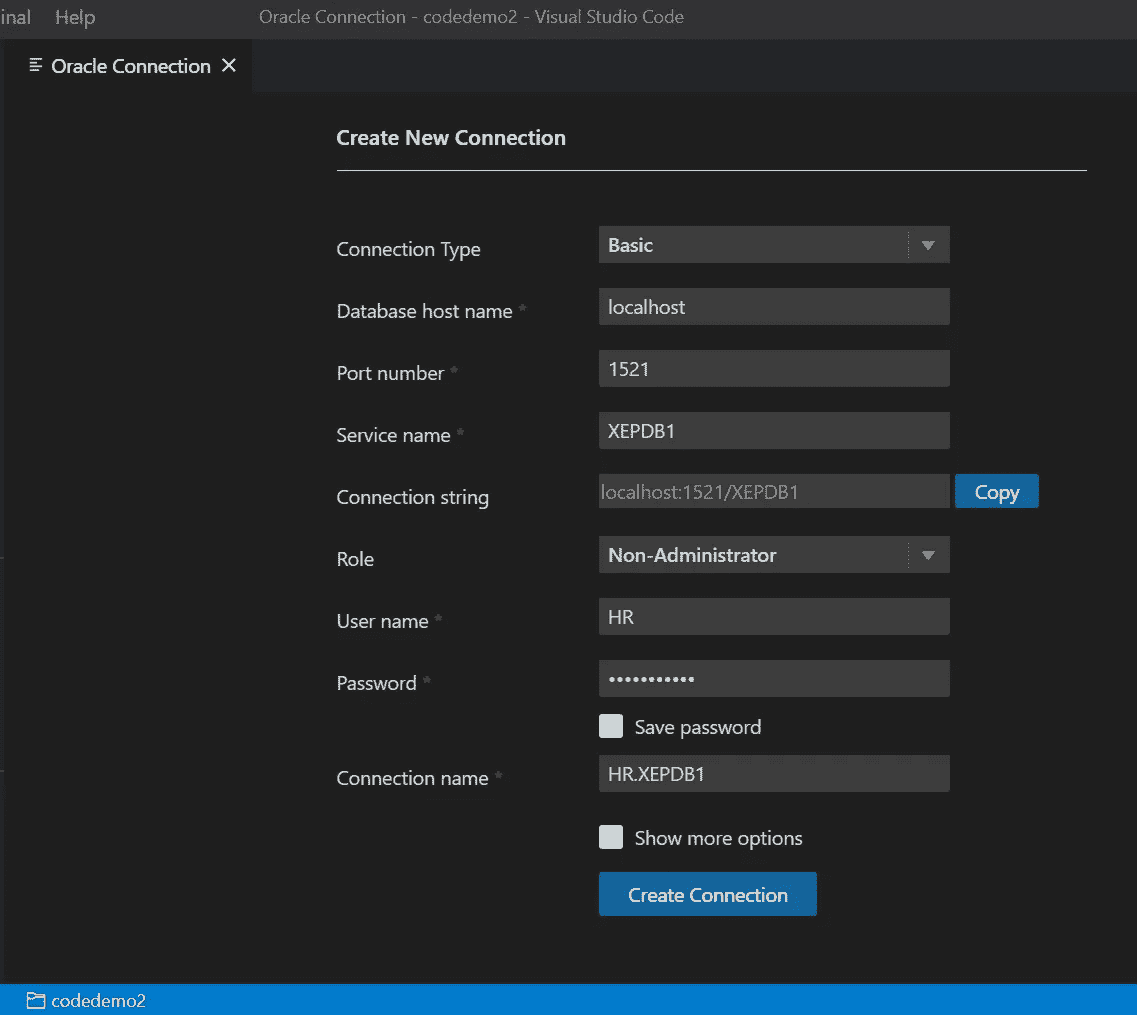 inal Help Oracle Connection - codedemo2 - Visual Studio Code
Oracle Connection
Create New Connection
Connection Type Basic
Database host name * localhost
Port number * 1521
Service name * XEPDB1
Connection string localhost:1521/XEPDB1 Copy
Role Non-Administrator
User name * HR
Password * •••••••••••
Save password
Connection name * HR.XEPDB1
Show more options
Create Connection
codedemo2